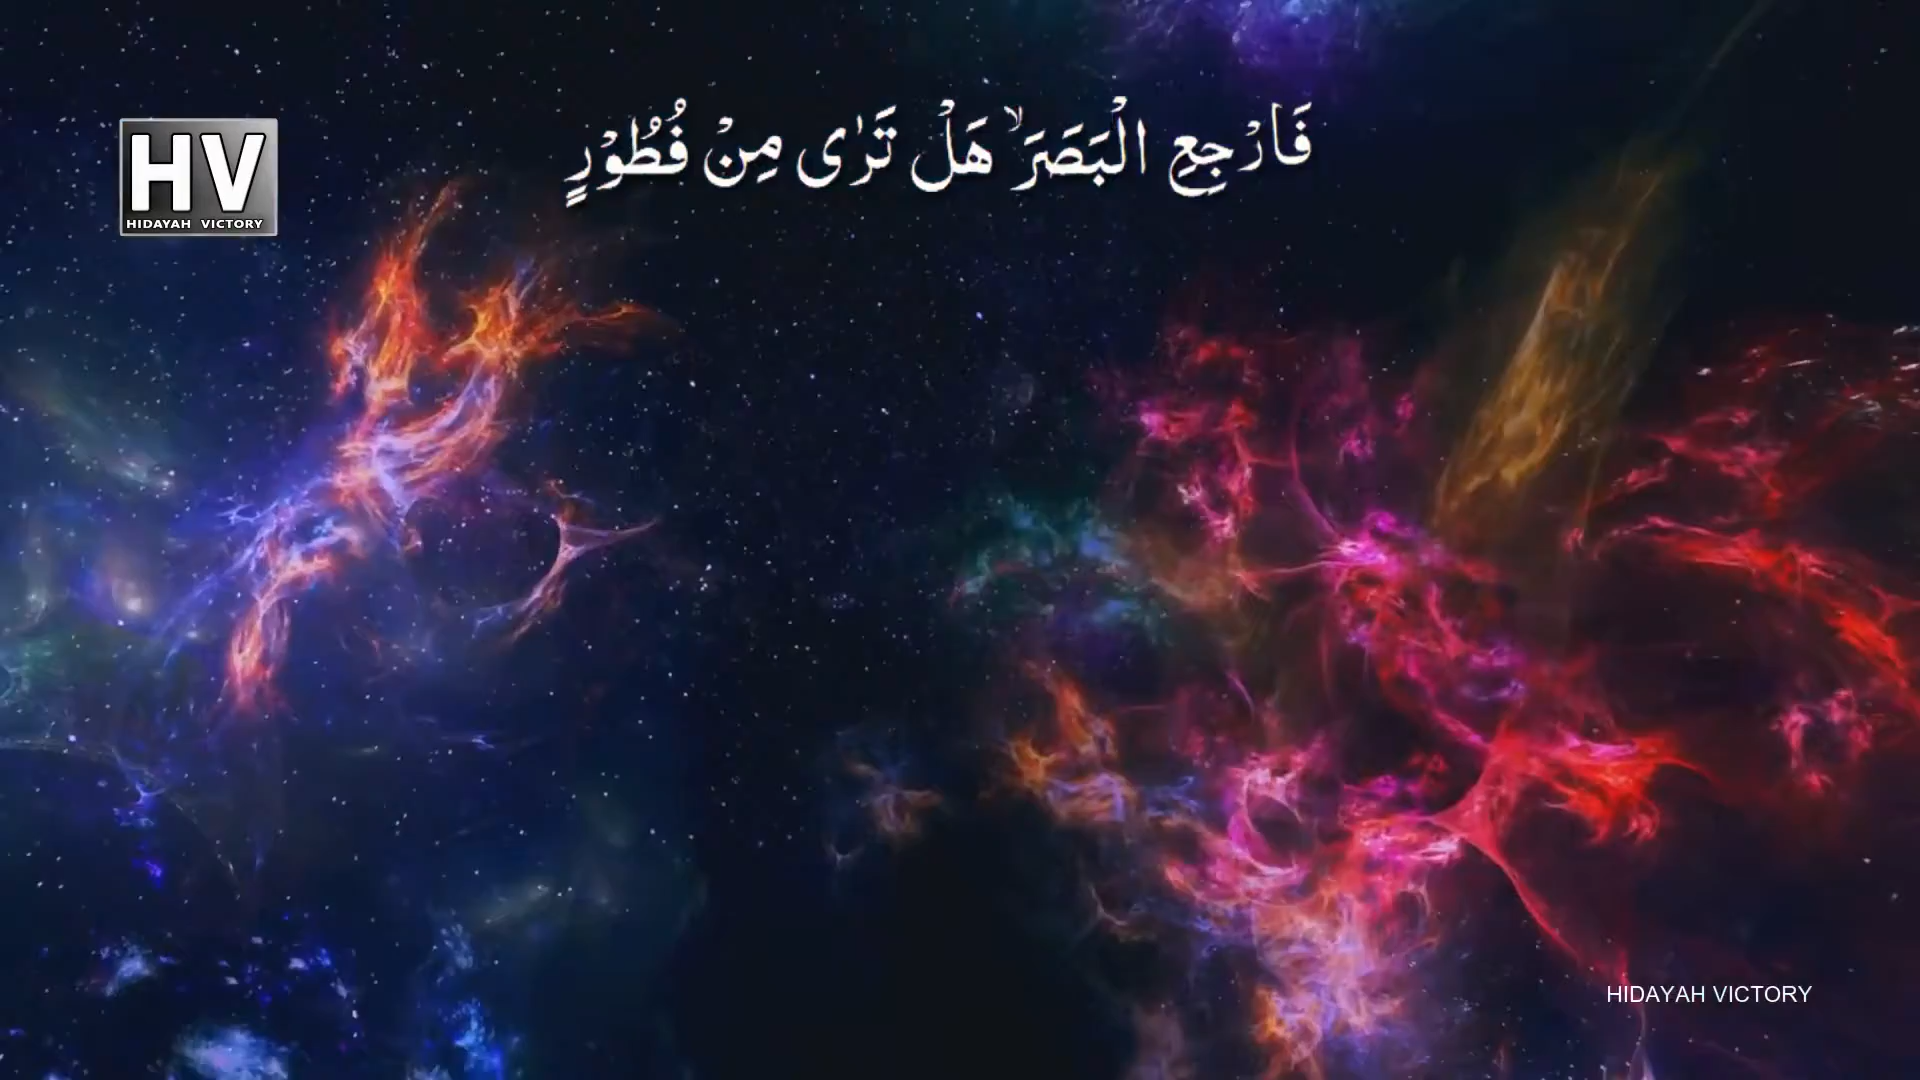 فَارْجِعِ الْبَصَرَ ۙ هَلْ تَرٰى مِنْ فُطُوْرٍ
HV
HIDAYAH VICTORY
HIDAYAH VICTORY